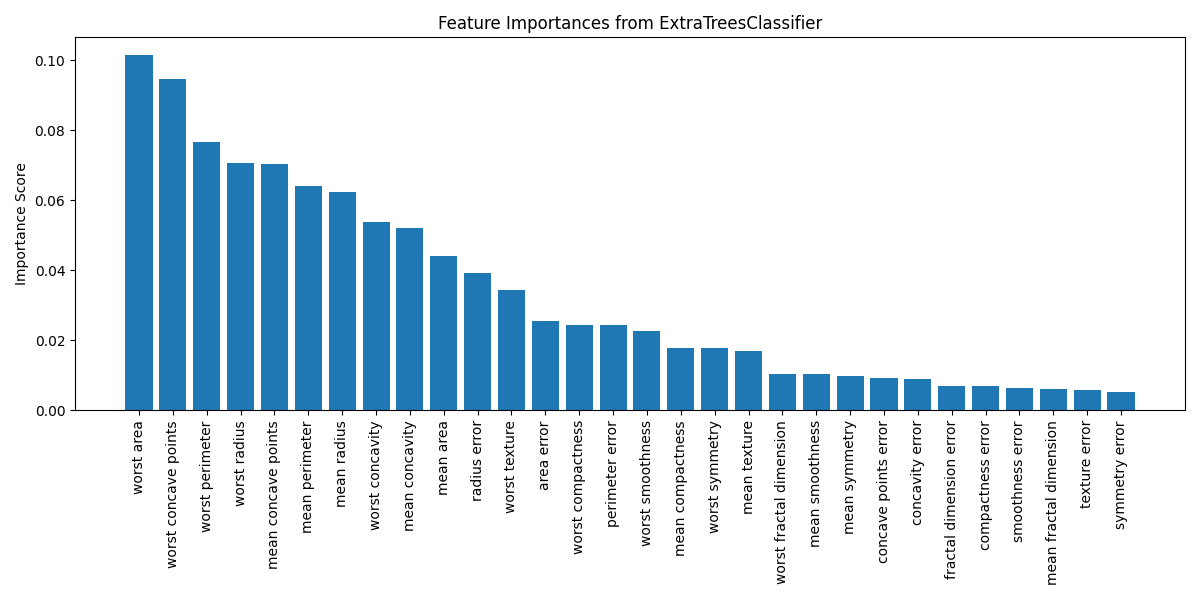 Feature Importances from ExtraTreesClassifier
Importance Score
0.10
0.08
0.06
0.04
0.02
0.00
worst area
worst concave points
worst perimeter
worst radius
mean concave points
mean perimeter
mean radius
worst concavity
mean concavity
mean area
radius error
worst texture
area error
worst compactness
perimeter error
worst smoothness
mean compactness
worst symmetry
mean texture
worst fractal dimension
mean smoothness
mean symmetry
concave points error
concavity error
fractal dimension error
compactness error
smoothness error
mean fractal dimension
texture error
symmetry error